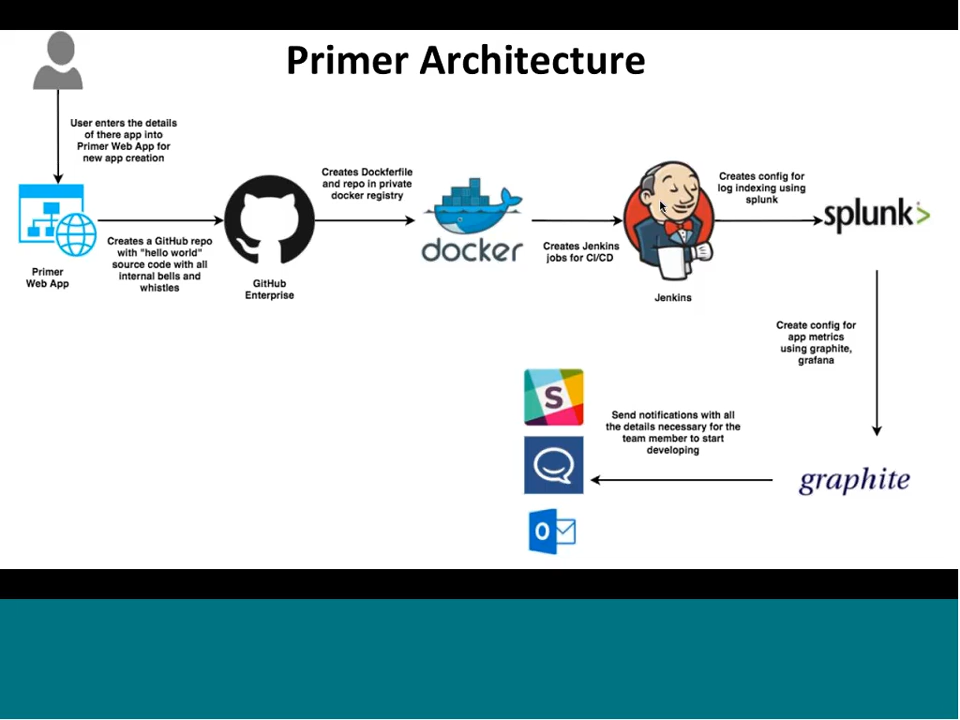 Primer Architecture
User enters the details
of there app into
Primer Web App for
new app creation
Primer
Web App
Creates a GitHub repo
with "hello world"
source code with all
internal bells and
whistles
GitHub
Enterprise
Creates Dockferfile
and repo in private
docker registry
docker
Creates Jenkins
jobs for CI/CD
Jenkins
Creates config for
log indexing using
splunk
splunk>
Create config for
app metrics
using graphite,
grafana
graphite
Send notifications with all
the details necessary for the
team member to start
developing
S
O